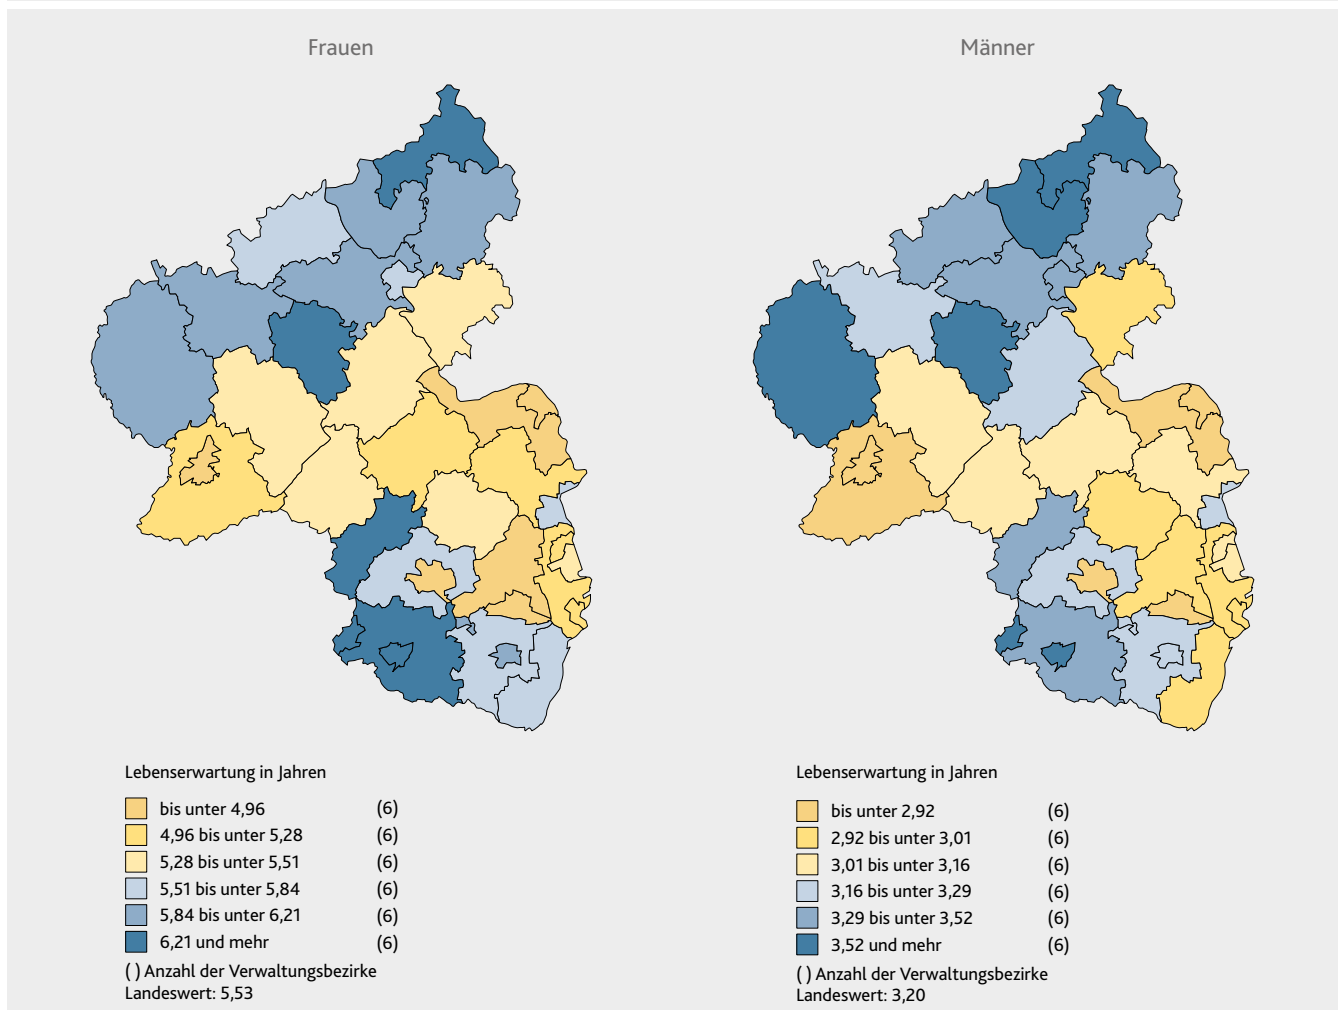 Frauen
Männer
Lebenserwartung in Jahren
bis unter 4,96 (6)
4,96 bis unter 5,28 (6)
5,28 bis unter 5,51 (6)
5,51 bis unter 5,84 (6)
5,84 bis unter 6,21 (6)
6,21 und mehr (6)
( ) Anzahl der Verwaltungsbezirke
Landeswert: 5,53
Lebenserwartung in Jahren
bis unter 2,92 (6)
2,92 bis unter 3,01 (6)
3,01 bis unter 3,16 (6)
3,16 bis unter 3,29 (6)
3,29 bis unter 3,52 (6)
3,52 und mehr (6)
( ) Anzahl der Verwaltungsbezirke
Landeswert: 3,20